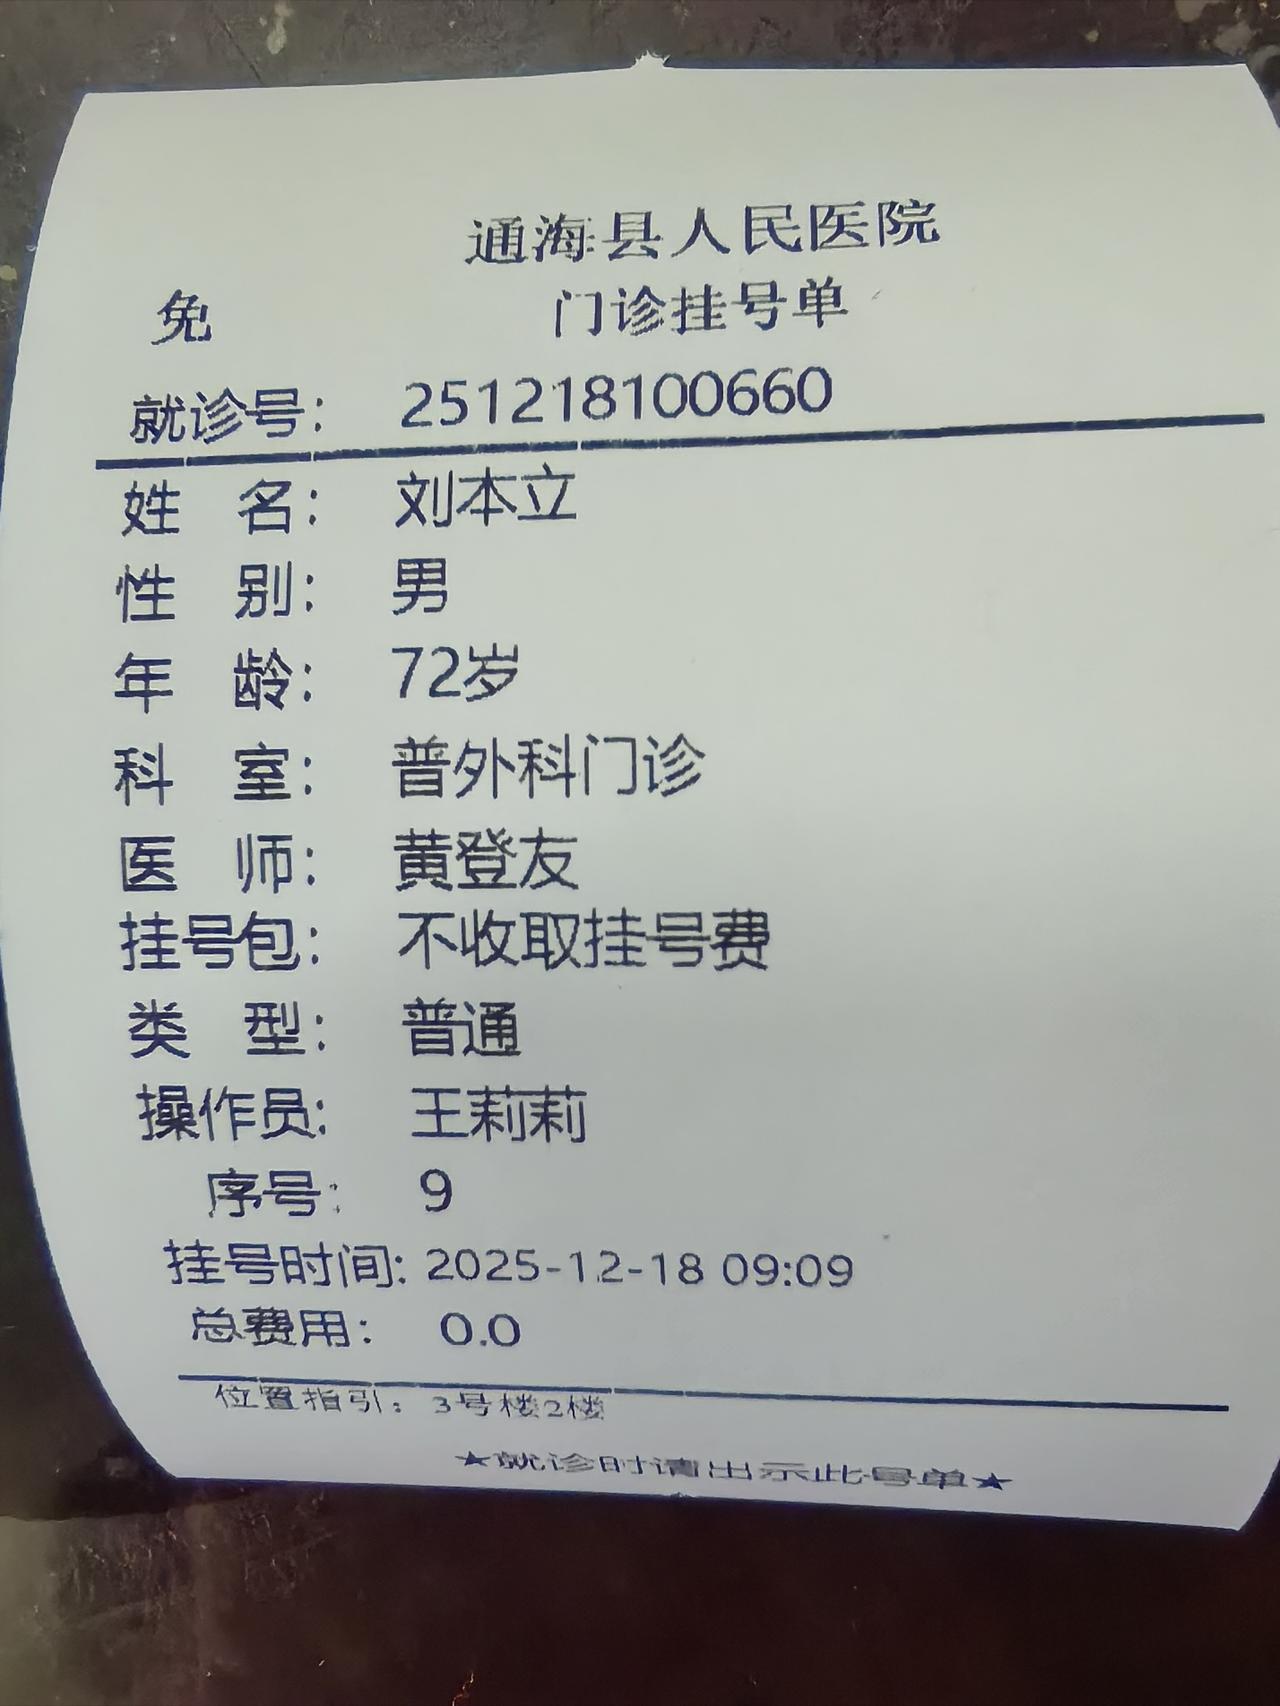 通海县人民医院
免 门诊挂号单
就诊号: 251218100660
姓 名: 刘本立
性 别: 男
年 龄: 72岁
科 室: 普外科门诊
医 师: 黄登友
挂号包: 不收取挂号费
类 型: 普通
操作员: 王莉莉
序号: 9
挂号时间: 2025-12-18 09:09
总费用: 0.0
位置指引: 3号楼2楼
★就诊时请出示此号单★